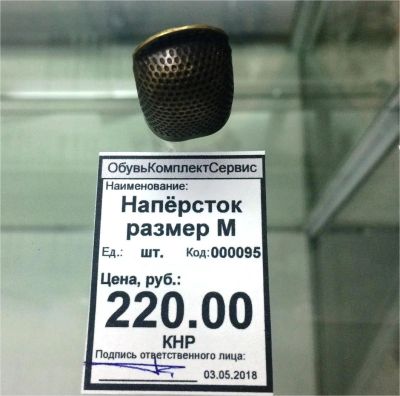 ОбувьКомплектСервис
Наименование:
Напёрсток
размер М
Ед.: шт. Код: 000095
Цена, руб.:
220.00
КНР
Подпись ответственного лица:
03.05.2018